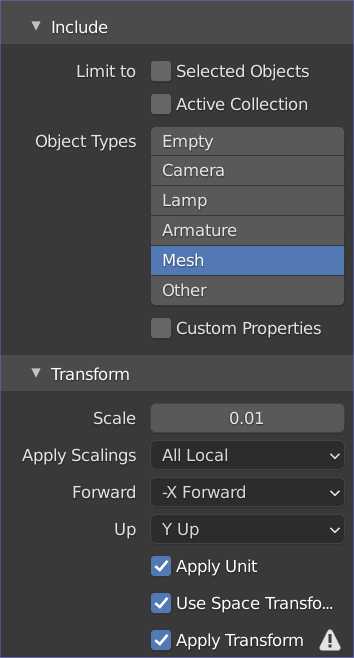 Include
Limit to Selected Objects
Active Collection
Object Types Empty
Camera
Lamp
Armature
Mesh
Other
Custom Properties
Transform
Scale 0.01
Apply Scalings All Local
Forward -X Forward
Up Y Up
Apply Unit
Use Space Transfo...
Apply Transform